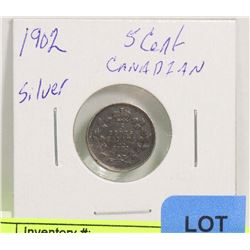 1902
5 Cent
CANADIAN
Silver
LOT
Inventory #: